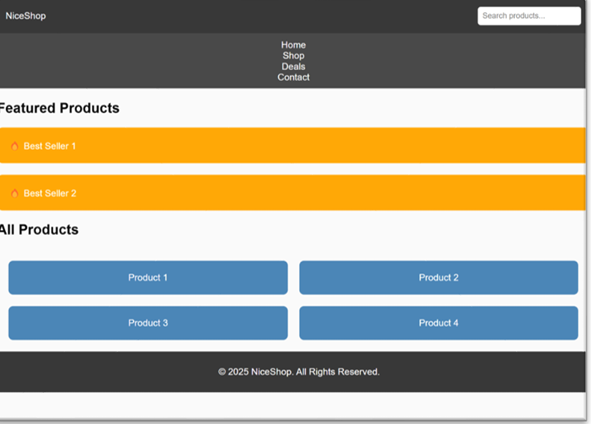 NiceShop
Search products...
Home
Shop
Deals
Contact
Featured Products
🔥 Best Seller 1
🔥 Best Seller 2
All Products
Product 1
Product 2
Product 3
Product 4
© 2025 NiceShop. All Rights Reserved.